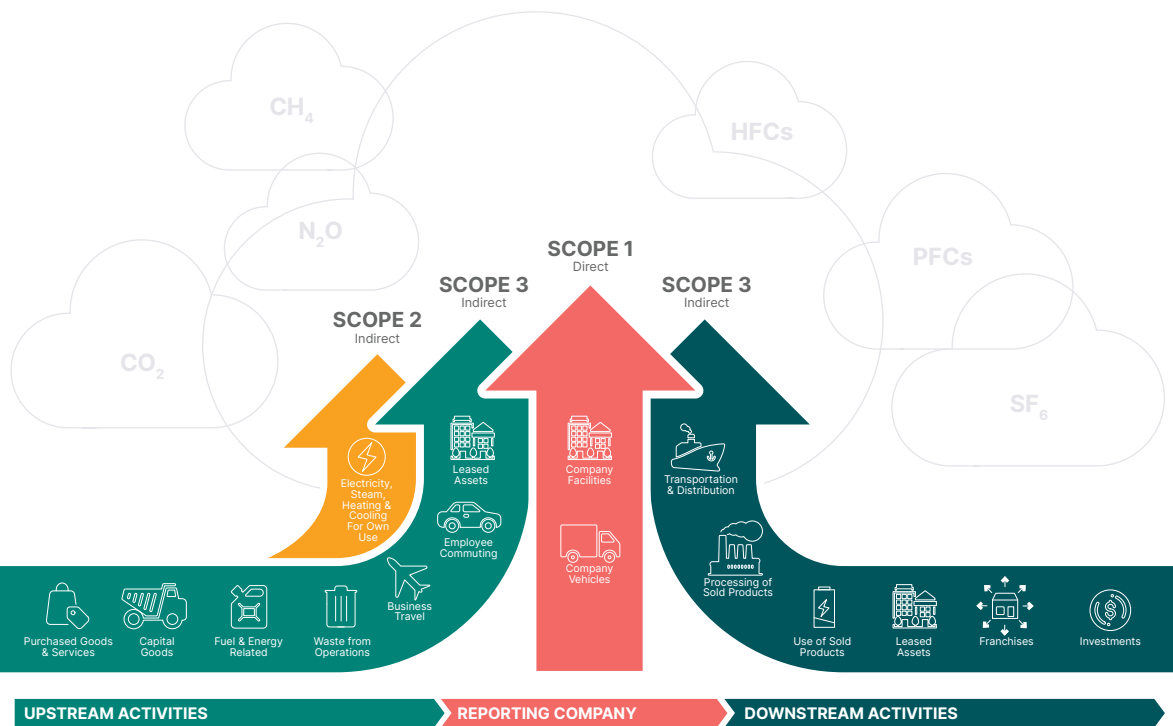 CH4
HFCs
N2O
PFCs
CO2
SF6
SCOPE 1
Direct
SCOPE 3
Indirect
SCOPE 3
Indirect
SCOPE 2
Indirect
Electricity,
Steam,
Heating &
Cooling
For Own
Use
Leased
Assets
Employee
Commuting
Business
Travel
Company
Facilities
Company
Vehicles
Transportation
& Distribution
Processing of
Sold Products
Purchased Goods
& Services
Capital
Goods
Fuel & Energy
Related
Waste from
Operations
Use of Sold
Products
Leased
Assets
Franchises
Investments
UPSTREAM ACTIVITIES
REPORTING COMPANY
DOWNSTREAM ACTIVITIES